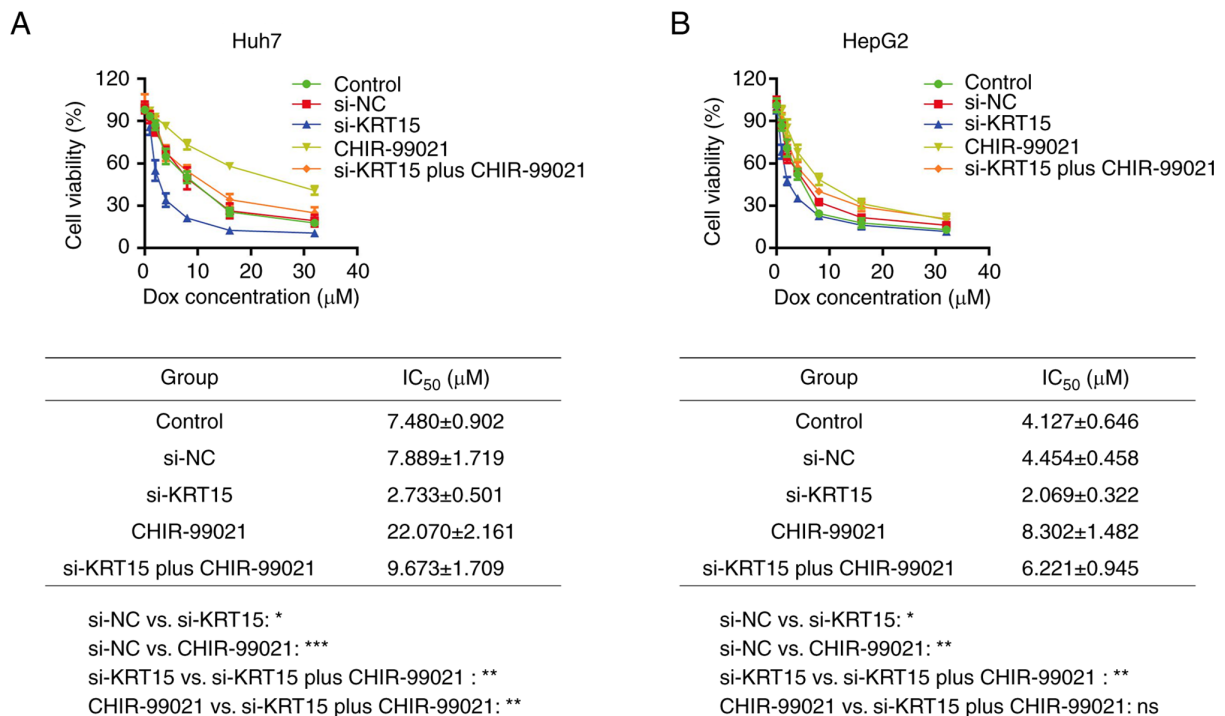 A
Huh7
120
90
60
30
0
Cell viability (%)
0 10 20 30 40
Dox concentration (μM)
Control
si-NC
si-KRT15
CHIR-99021
si-KRT15 plus CHIR-99021
Group IC50 (μM)
Control 7.480±0.902
si-NC 7.889±1.719
si-KRT15 2.733±0.501
CHIR-99021 22.070±2.161
si-KRT15 plus CHIR-99021 9.673±1.709
si-NC vs. si-KRT15: *
si-NC vs. CHIR-99021: ***
si-KRT15 vs. si-KRT15 plus CHIR-99021 : **
CHIR-99021 vs. si-KRT15 plus CHIR-99021: **
B
HepG2
120
90
60
30
0
Cell viability (%)
0 10 20 30 40
Dox concentration (μM)
Control
si-NC
si-KRT15
CHIR-99021
si-KRT15 plus CHIR-99021
Group IC50 (μM)
Control 4.127±0.646
si-NC 4.454±0.458
si-KRT15 2.069±0.322
CHIR-99021 8.302±1.482
si-KRT15 plus CHIR-99021 6.221±0.945
si-NC vs. si-KRT15: *
si-NC vs. CHIR-99021: **
si-KRT15 vs. si-KRT15 plus CHIR-99021 : **
CHIR-99021 vs. si-KRT15 plus CHIR-99021: ns